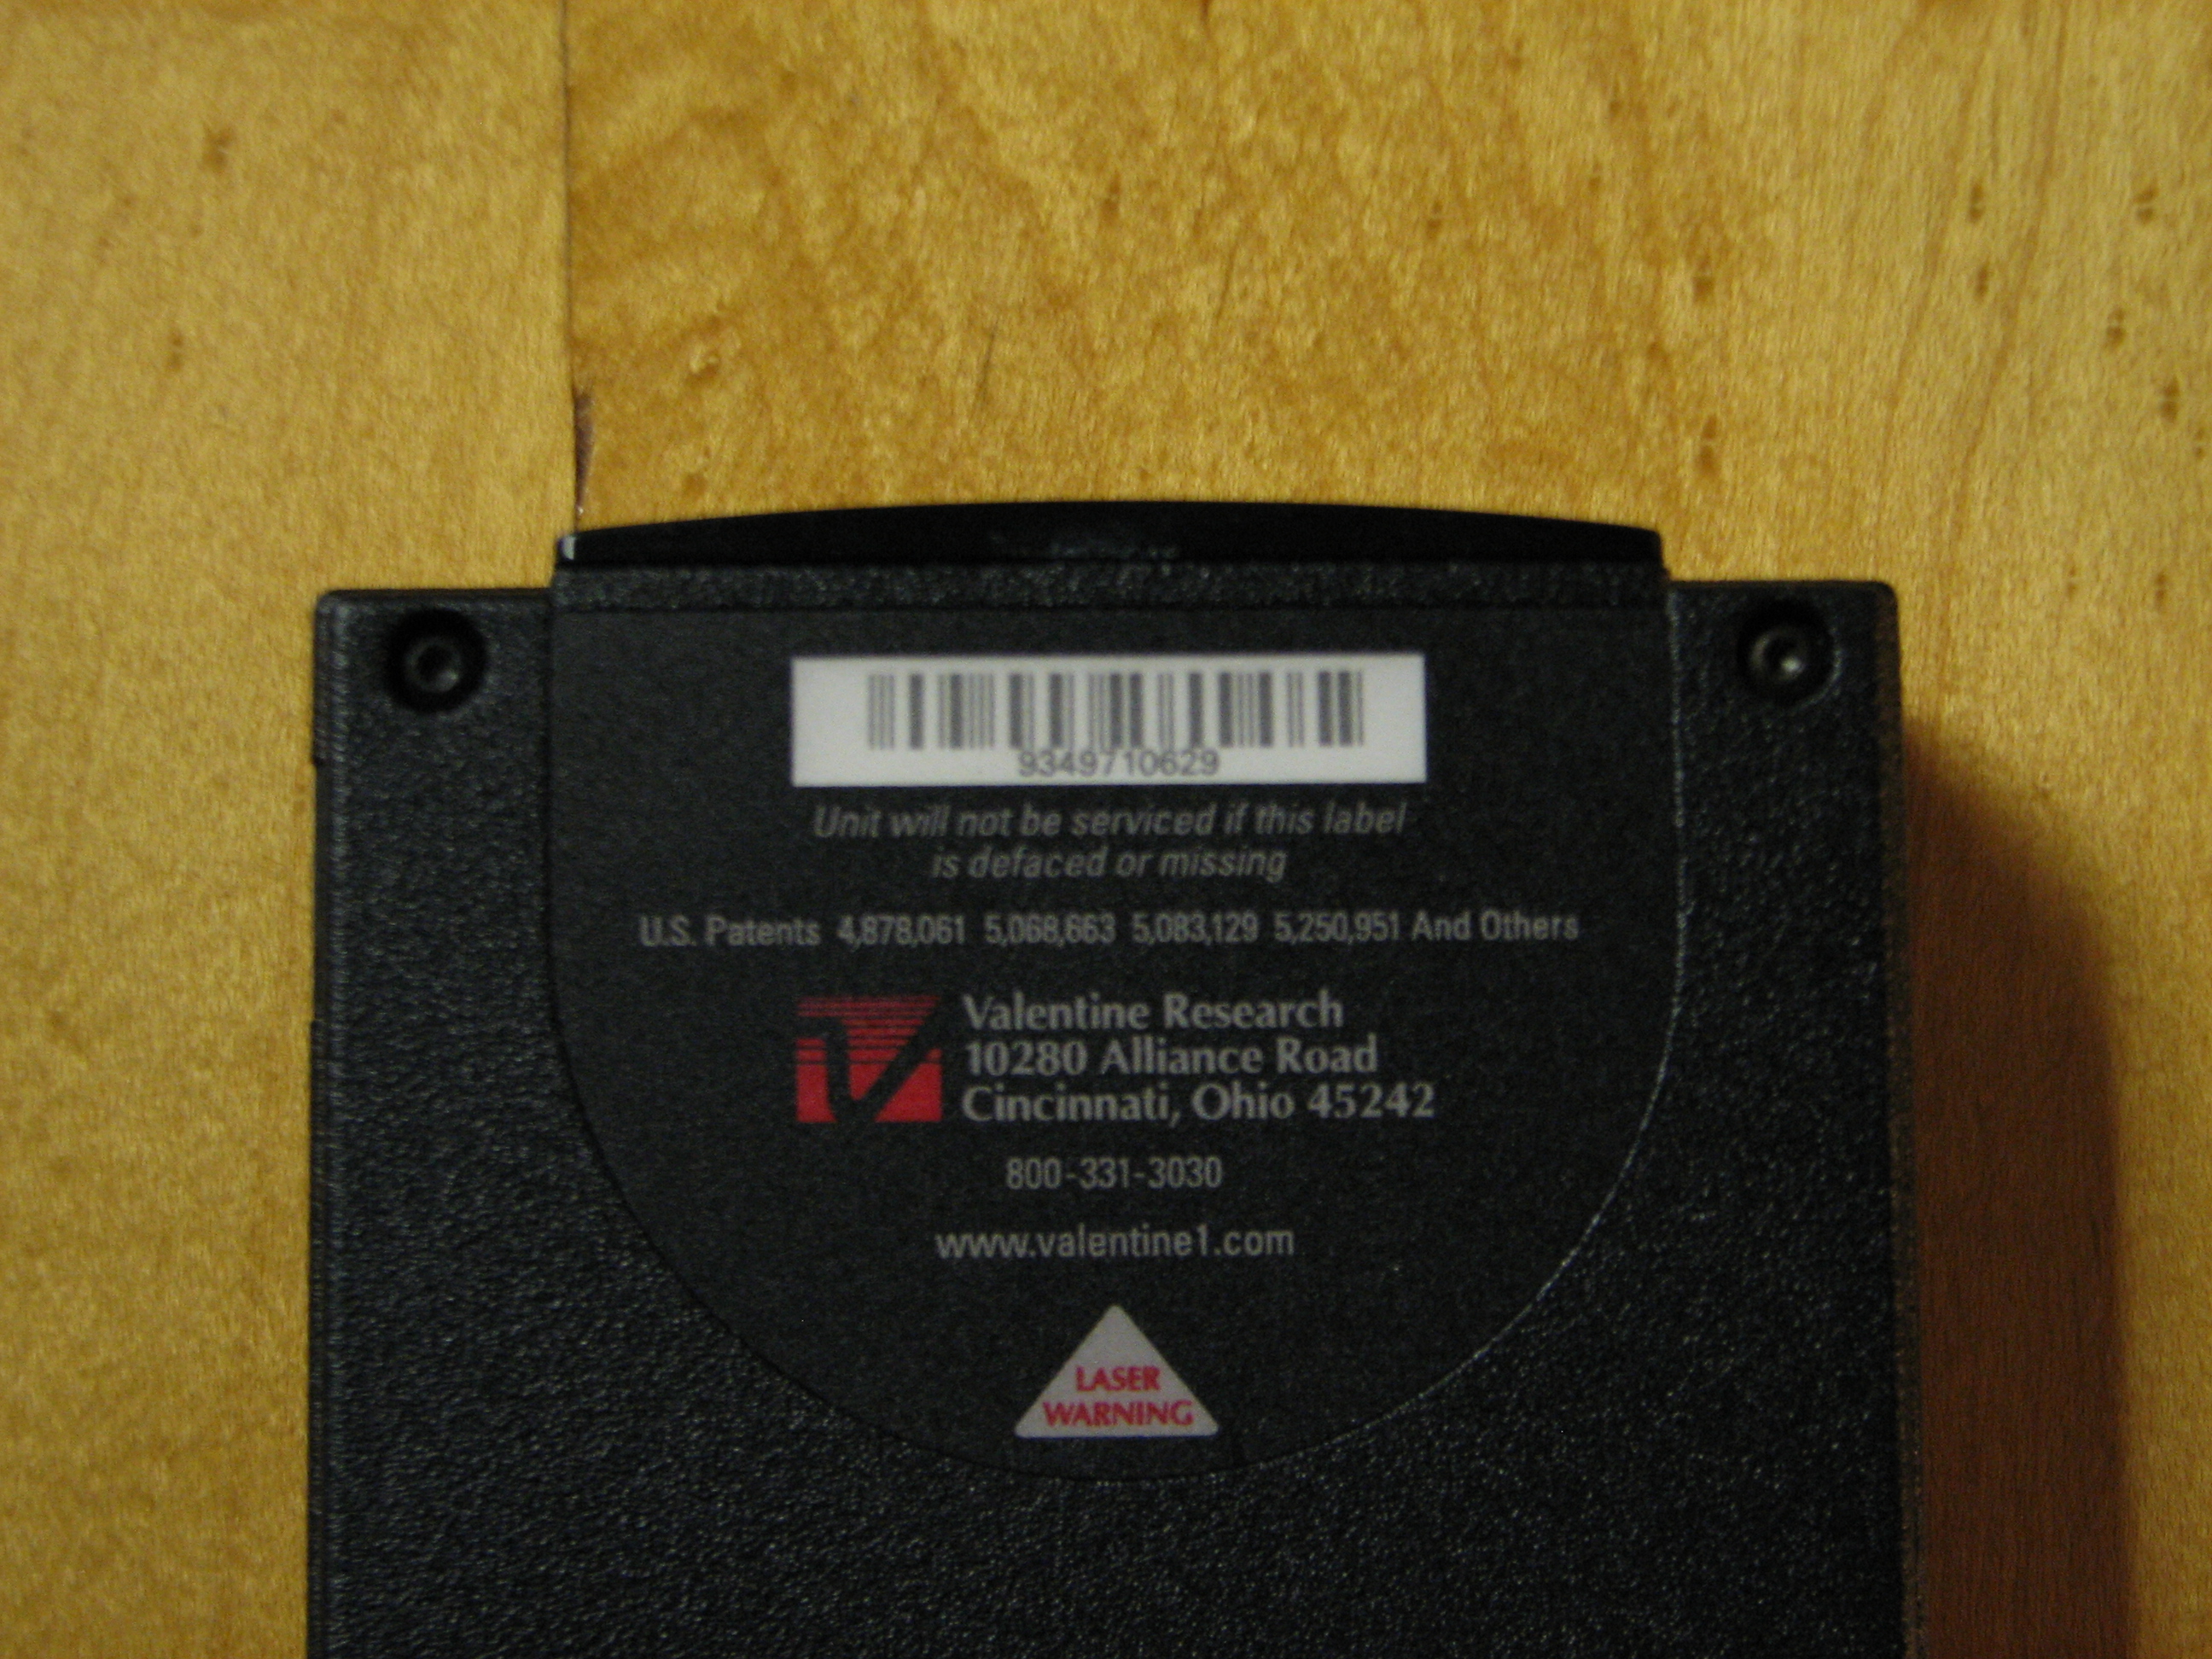 9349710629
Unit will not be serviced if this label
is defaced or missing
U.S. Patents 4,878,061 5,068,663 5,083,129 5,250,951 And Others
Valentine Research
10280 Alliance Road
Cincinnati, Ohio 45242
800-331-3030
www.valentine1.com
LASER
WARNING